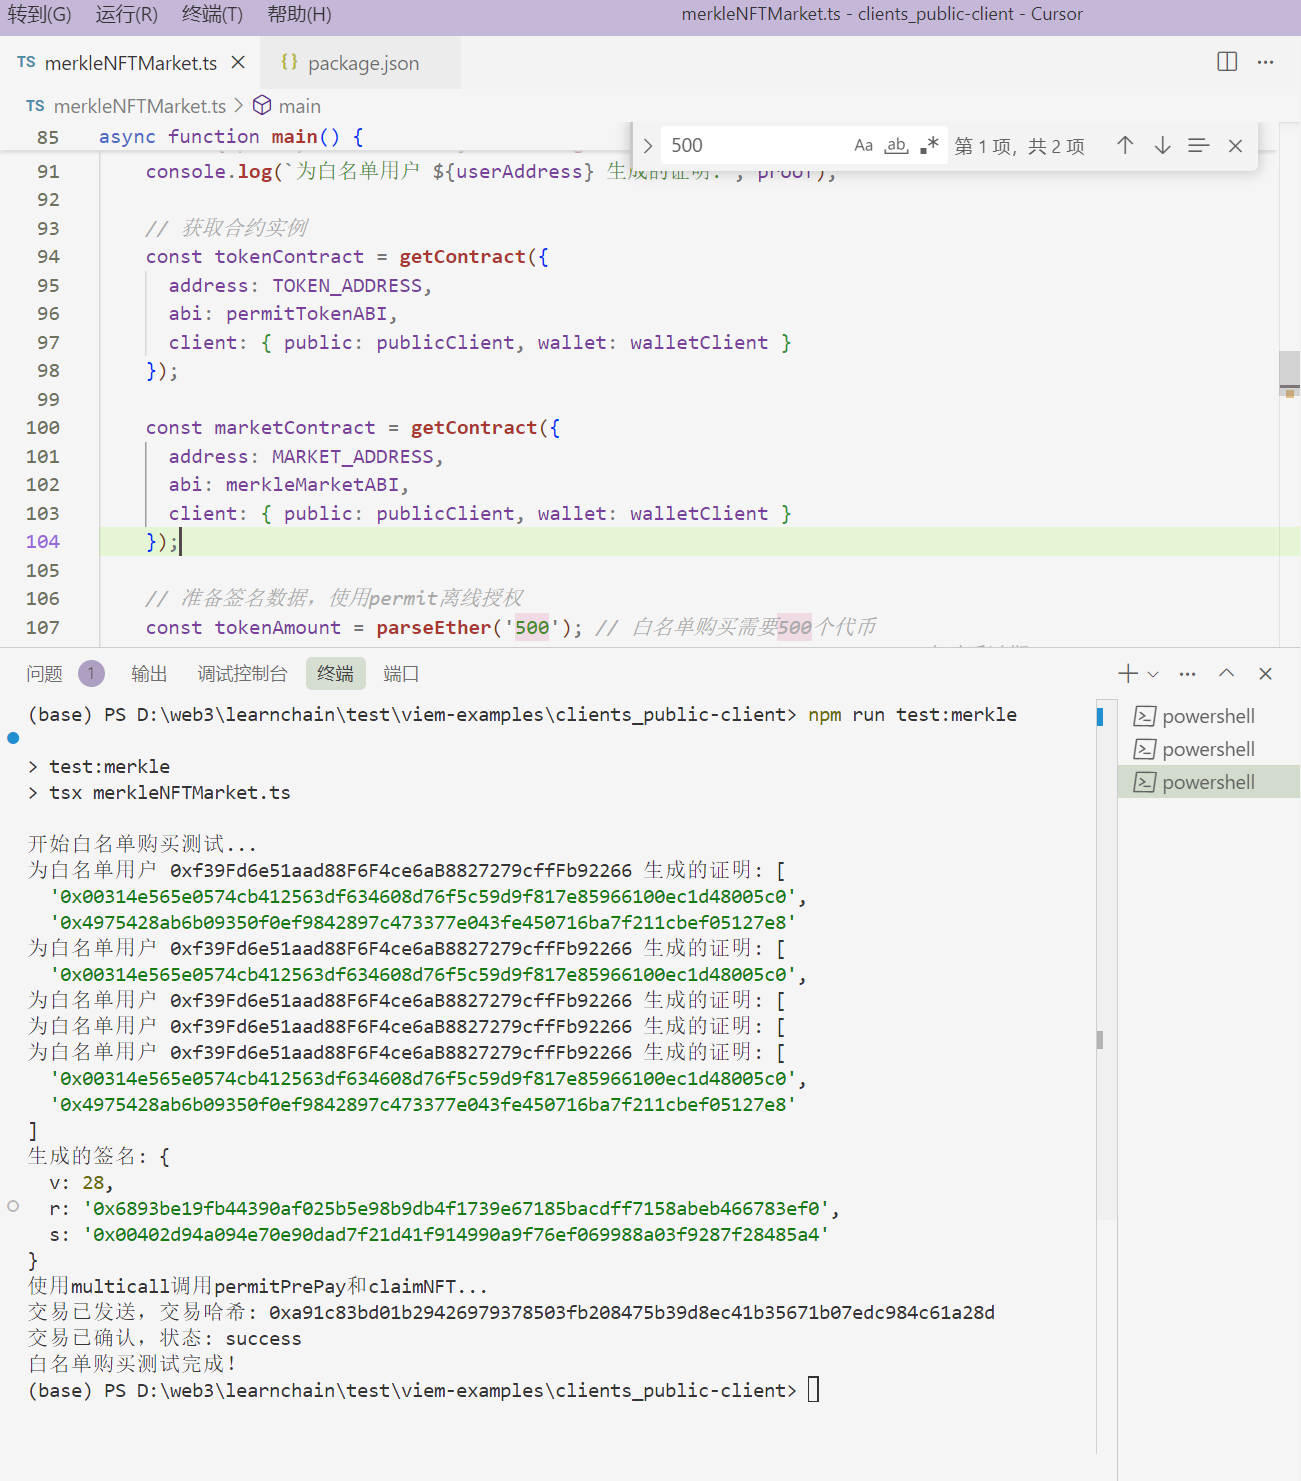 转到(G) 运行(R) 终端(T) 帮助(H) merkleNFTMarket.ts - clients_public-client - Cursor
TS merkleNFTMarket.ts {} package.json
TS merkleNFTMarket.ts > main
85 async function main() {
500 Aa ab .* 第 1 项，共 2 项
91 console.log(`为白名单用户 ${userAddress} 生成的证明:`, proof);
92
93 // 获取合约实例
94 const tokenContract = getContract({
95 address: TOKEN_ADDRESS,
96 abi: permitTokenABI,
97 client: { public: publicClient, wallet: walletClient }
98 });
99
100 const marketContract = getContract({
101 address: MARKET_ADDRESS,
102 abi: merkleMarketABI,
103 client: { public: publicClient, wallet: walletClient }
104 });
105
106 // 准备签名数据，使用permit离线授权
107 const tokenAmount = parseEther('500'); // 白名单购买需要500个代币
问题 1 输出 调试控制台 终端 端口
(base) PS D:\web3\learnchain\test\viem-examples\clients_public-client> npm run test:merkle
> test:merkle
> tsx merkleNFTMarket.ts
开始白名单购买测试...
为白名单用户 0xf39Fd6e51aad88F6F4ce6aB8827279cffFb92266 生成的证明: [
'0x00314e565e0574cb412563df634608d76f5c59d9f817e85966100ec1d48005c0',
'0x4975428ab6b09350f0ef9842897c473377e043fe450716ba7f211cbef05127e8'
为白名单用户 0xf39Fd6e51aad88F6F4ce6aB8827279cffFb92266 生成的证明: [
'0x00314e565e0574cb412563df634608d76f5c59d9f817e85966100ec1d48005c0',
为白名单用户 0xf39Fd6e51aad88F6F4ce6aB8827279cffFb92266 生成的证明: [
为白名单用户 0xf39Fd6e51aad88F6F4ce6aB8827279cffFb92266 生成的证明: [
为白名单用户 0xf39Fd6e51aad88F6F4ce6aB8827279cffFb92266 生成的证明: [
'0x00314e565e0574cb412563df634608d76f5c59d9f817e85966100ec1d48005c0',
'0x4975428ab6b09350f0ef9842897c473377e043fe450716ba7f211cbef05127e8'
]
生成的签名: {
v: 28,
r: '0x6893be19fb44390af025b5e98b9db4f1739e67185bacdff7158abeb466783ef0',
s: '0x00402d94a094e70e90dad7f21d41f914990a9f76ef069988a03f9287f28485a4'
}
使用multicall调用permitPrePay和claimNFT...
交易已发送，交易哈希: 0xa91c83bd01b29426979378503fb208475b39d8ec41b35671b07edc984c61a28d
交易已确认，状态: success
白名单购买测试完成!
(base) PS D:\web3\learnchain\test\viem-examples\clients_public-client>
powershell
powershell
powershell